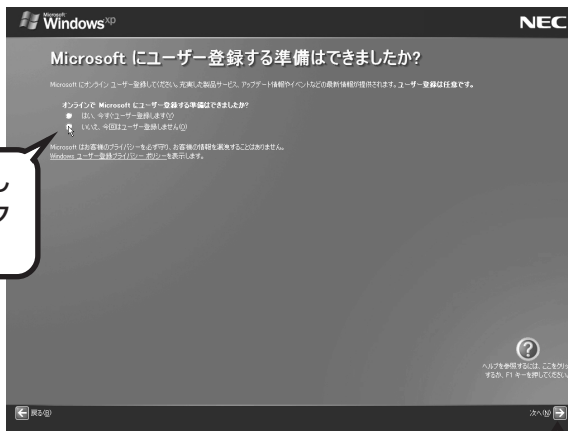 Microsoft
Windows xp
NEC
Microsoft にユーザー登録する準備はできましたか?
Microsoft にオンライン ユーザー登録してください。充実した製品サービス、アップデート情報やイベントなどの最新情報が提供されます。ユーザー登録は任意です。
オンラインで Microsoft にユーザー登録する準備はできましたか?
はい、今すぐユーザー登録します(Y)
いいえ、今回はユーザー登録しません(O)
Microsoft はお客様のプライバシーを必ず守り、お客様の情報を漏洩することはありません。
Windows ユーザー登録プライバシー ポリシーを表示します。
し
ク
ヘルプを参照するには、ここをクリッ
するか、F1 キーを押してください。
戻る(B)
次へ(N)